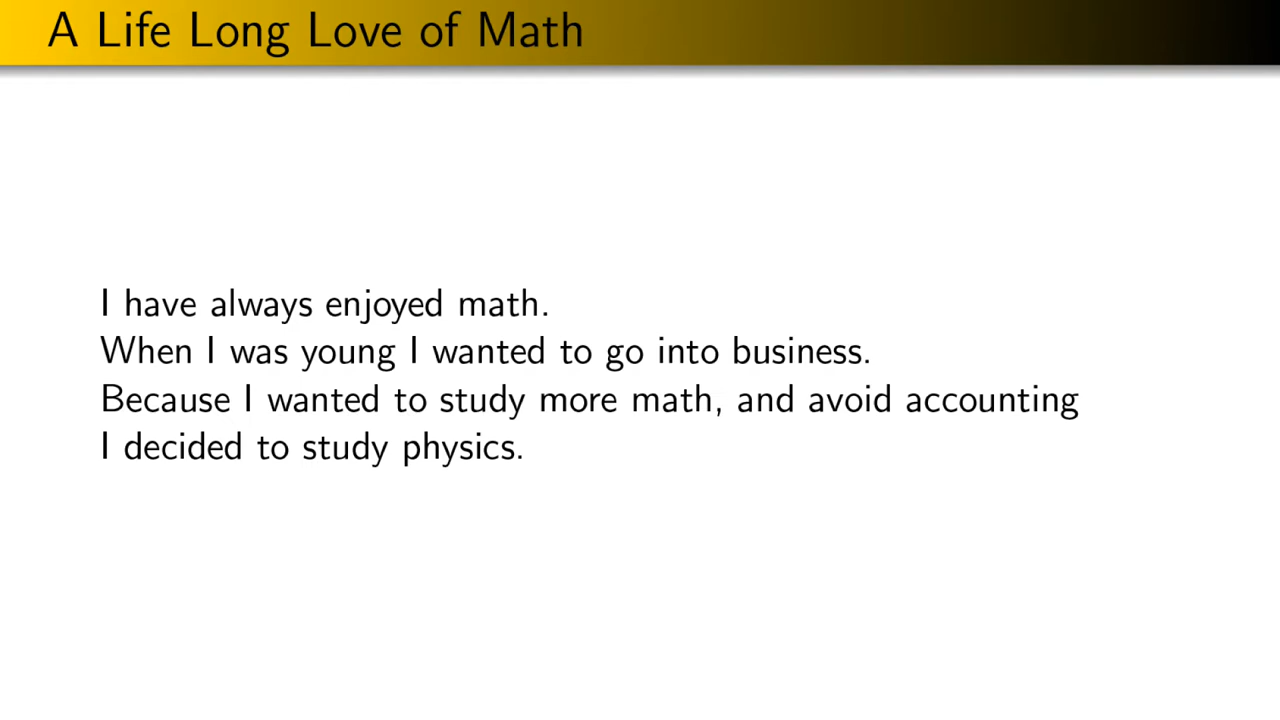 A Life Long Love of Math
I have always enjoyed math.
When I was young I wanted to go into business.
Because I wanted to study more math, and avoid accounting
I decided to study physics.